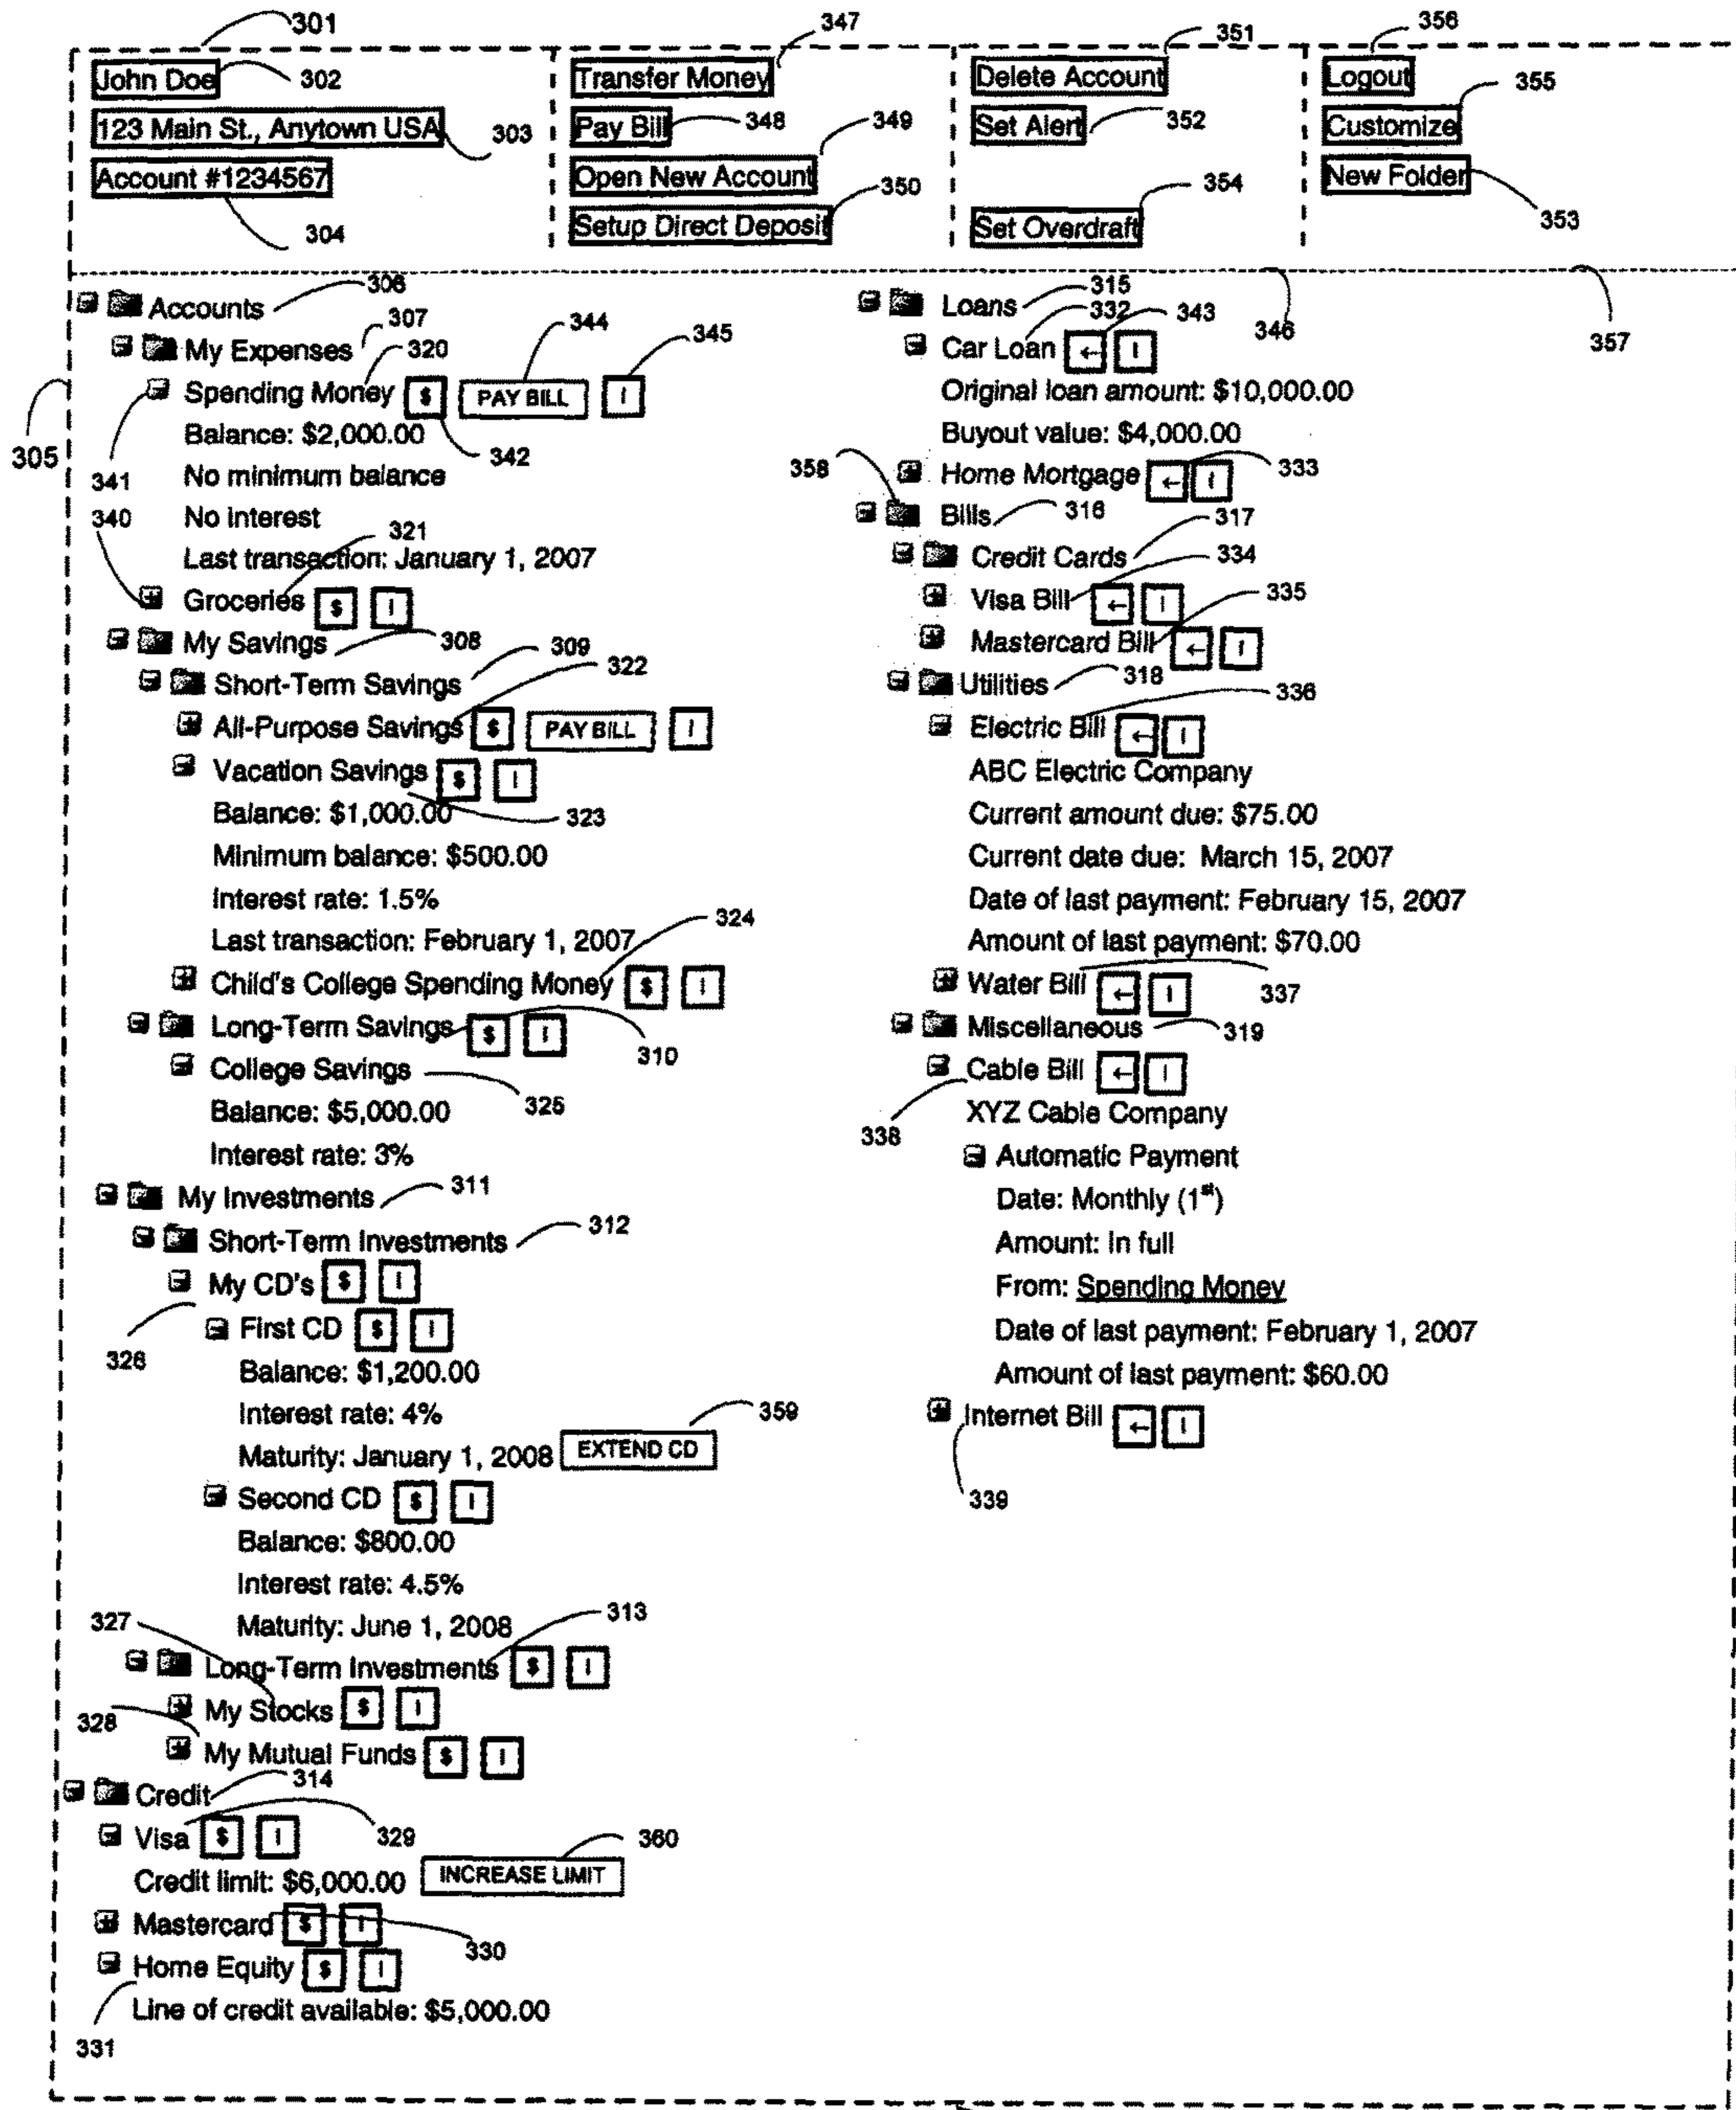 301
347
351
356
John Doe 302
Transfer Money
Delete Account
Logout 355
123 Main St., Anytown USA 303
Pay Bill 348 349
Set Alert 352
Customize
Account #1234567
Open New Account 350
354
New Folder 353
304
Setup Direct Deposit
Set Overdraft
305
346
357
Accounts 306
My Expenses 307
344
345
Spending Money 320 $ PAY BILL I
341
Balance: $2,000.00 342
No minimum balance
340
No interest
321
Last transaction: January 1, 2007
Groceries $ I
My Savings 308
309
322
Short-Term Savings
All-Purpose Savings $ PAY BILL I
Vacation Savings $ I
Balance: $1,000.00 323
Minimum balance: $500.00
Interest rate: 1.5%
324
Last transaction: February 1, 2007
Child's College Spending Money $ I
Long-Term Savings $ I 310
College Savings 325
Balance: $5,000.00
Interest rate: 3%
My Investments 311
Short-Term Investments 312
My CD's $ I
326
First CD $ I
Balance: $1,200.00
Interest rate: 4%
359
Maturity: January 1, 2008 EXTEND CD
Second CD $ I
Balance: $800.00
Interest rate: 4.5%
327
313
Maturity: June 1, 2008
Long-Term Investments $ I
My Stocks $ I
328
My Mutual Funds $ I
Credit 314
Visa $ I 329
360
Credit limit: $6,000.00 INCREASE LIMIT
Mastercard $ I 330
Home Equity $ I
Line of credit available: $5,000.00
331
Loans 315
332 343
Car Loan ← I
Original loan amount: $10,000.00
Buyout value: $4,000.00
358
Home Mortgage ← I 333
Bills 316
317
Credit Cards 334
Visa Bill ← I 335
Mastercard Bill ← I
Utilities 318
336
Electric Bill ← I
ABC Electric Company
Current amount due: $75.00
Current date due: March 15, 2007
Date of last payment: February 15, 2007
Amount of last payment: $70.00
Water Bill ← I 337
Miscellaneous 319
Cable Bill ← I
338
XYZ Cable Company
Automatic Payment
Date: Monthly (1st)
Amount: In full
From: Spending Money
Date of last payment: February 1, 2007
Amount of last payment: $60.00
Internet Bill ← I
339